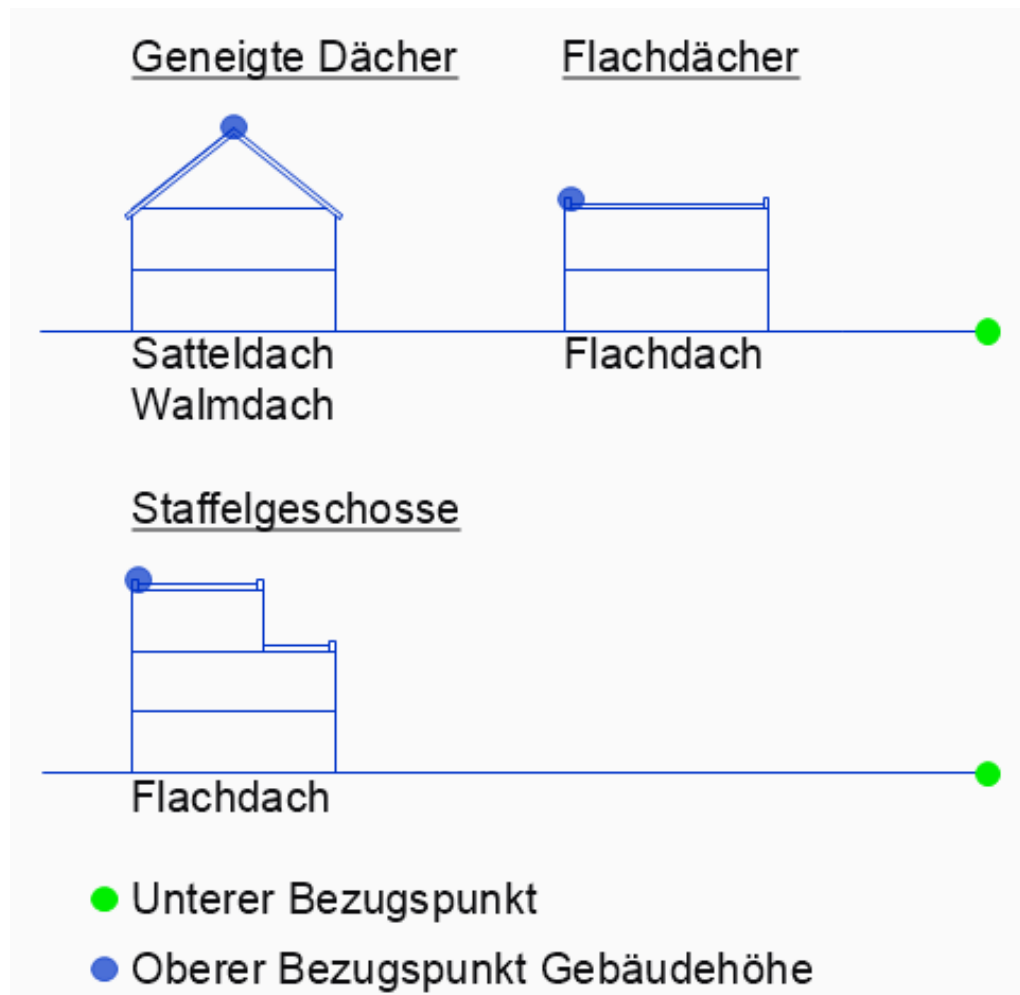 Geneigte Dächer
Flachdächer
Satteldach
Walmdach
Flachdach
Staffelgeschosse
Flachdach
Unterer Bezugspunkt
Oberer Bezugspunkt Gebäudehöhe